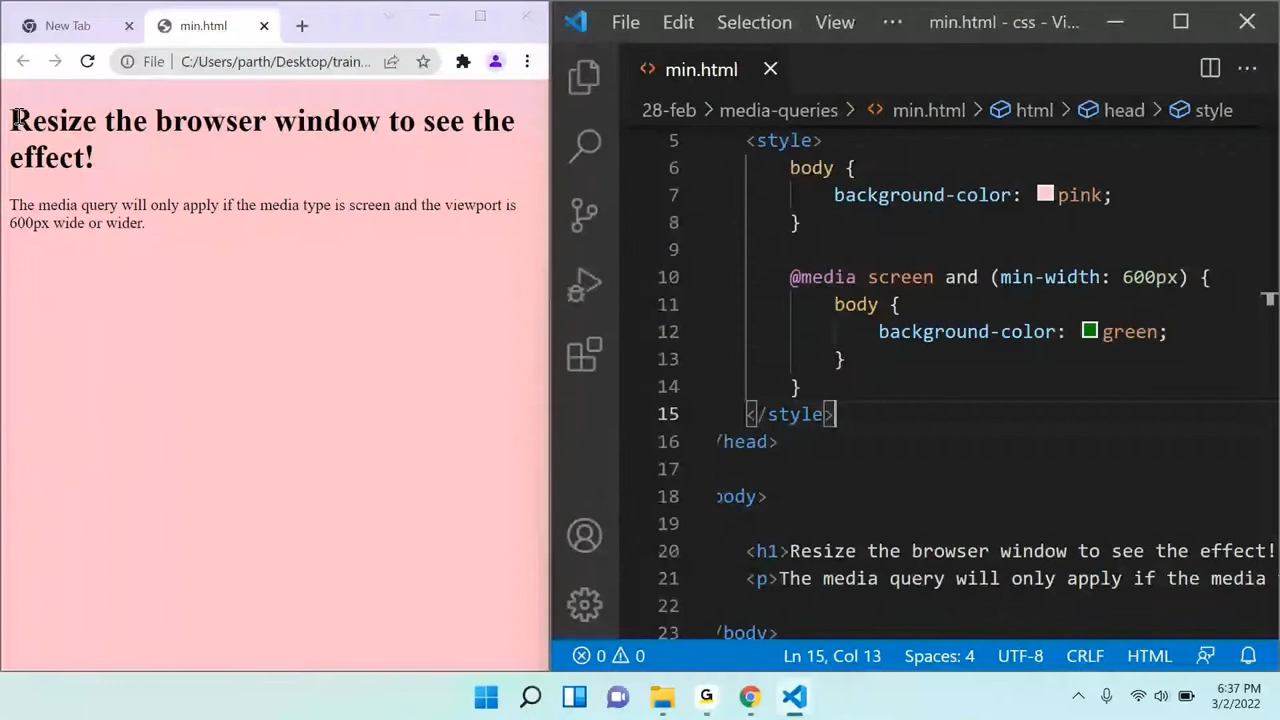 New Tab
min.html
File
C:/Users/parth/Desktop/train...
Resize the browser window to see the
effect!
The media query will only apply if the media type is screen and the viewport is
600px wide or wider.
File Edit Selection View ··· min.html - css - Vi...
min.html
28-feb > media-queries > min.html > html > head > style
5 <style>
6 body {
7 background-color: pink;
8 }
9
10 @media screen and (min-width: 600px) {
11 body {
12 background-color: green;
13 }
14 }
15 </style>
16 /head>
17
18 body>
19
20 <h1>Resize the browser window to see the effect!
21 <p>The media query will only apply if the media
22
23 /body>
0 0 Ln 15, Col 13 Spaces: 4 UTF-8 CRLF HTML
G
6:37 PM
3/2/2022